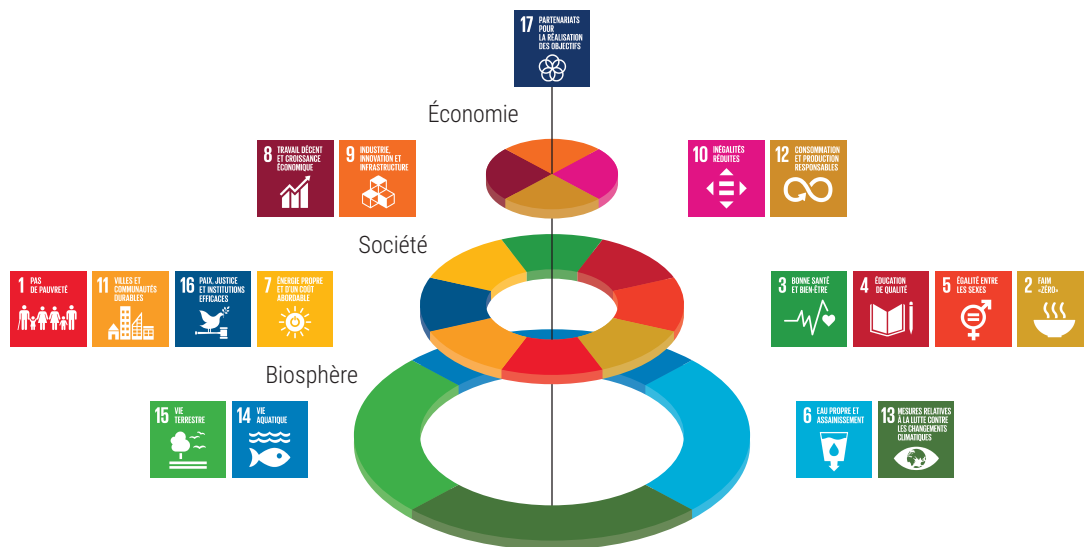 17 PARTENARIATS
POUR
LA RÉALISATION
DES OBJECTIFS
Économie
8 TRAVAIL DÉCENT
ET CROISSANCE
ÉCONOMIQUE
9 INDUSTRIE,
INNOVATION ET
INFRASTRUCTURE
10 INÉGALITÉS
RÉDUITES
12 CONSOMMATION
ET PRODUCTION
RESPONSABLES
Société
1 PAS
DE PAUVRETÉ
11 VILLES ET
COMMUNAUTÉS
DURABLES
16 PAIX, JUSTICE
ET INSTITUTIONS
EFFICACES
7 ÉNERGIE PROPRE
ET D'UN COÛT
ABORDABLE
3 BONNE SANTÉ
ET BIEN-ÊTRE
4 ÉDUCATION
DE QUALITÉ
5 ÉGALITÉ ENTRE
LES SEXES
2 FAIM
«ZÉRO»
Biosphère
15 VIE
TERRESTRE
14 VIE
AQUATIQUE
6 EAU PROPRE ET
ASSAINISSEMENT
13 MESURES RELATIVES
À LA LUTTE CONTRE
LES CHANGEMENTS
CLIMATIQUES